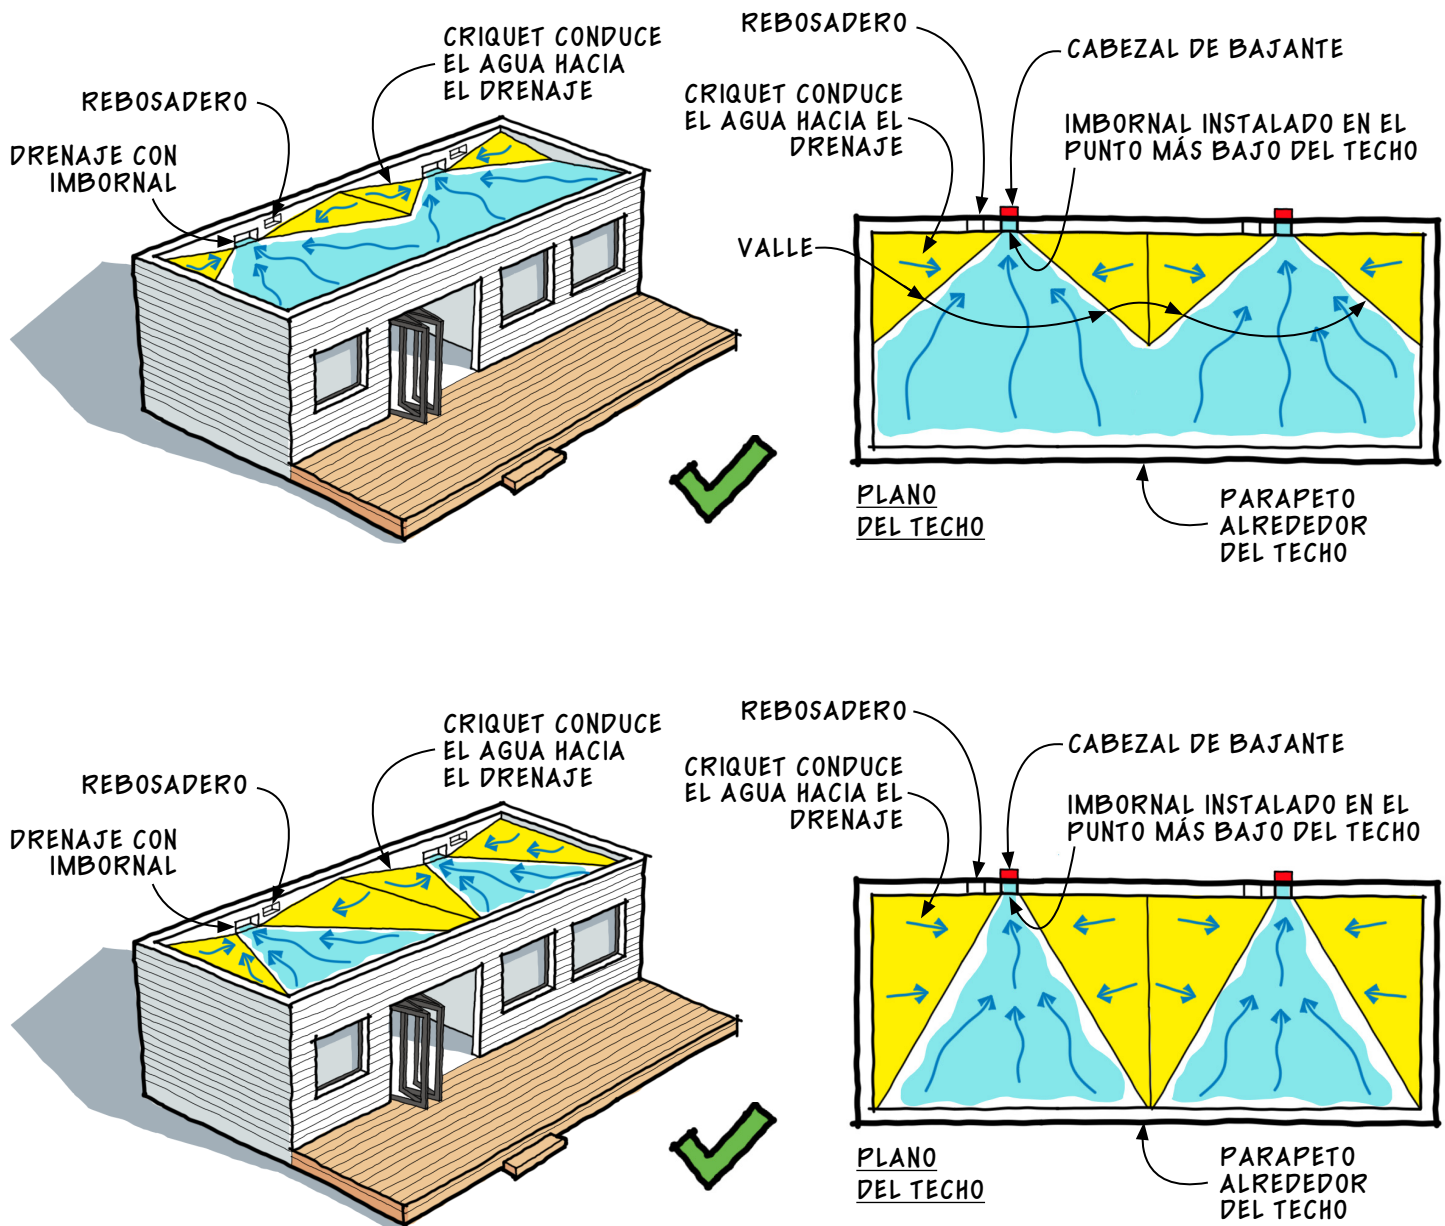 CRIQUET CONDUCE
EL AGUA HACIA
EL DRENAJE
REBOSADERO
DRENAJE CON
IMBORNAL
REBOSADERO
CABEZAL DE BAJANTE
CRIQUET CONDUCE
EL AGUA HACIA EL
DRENAJE
IMBORNAL INSTALADO EN EL
PUNTO MÁS BAJO DEL TECHO
VALLE
PLANO
DEL TECHO
PARAPETO
ALREDEDOR
DEL TECHO
CRIQUET CONDUCE
EL AGUA HACIA
EL DRENAJE
REBOSADERO
DRENAJE CON
IMBORNAL
REBOSADERO
CABEZAL DE BAJANTE
CRIQUET CONDUCE
EL AGUA HACIA EL
DRENAJE
IMBORNAL INSTALADO EN EL
PUNTO MÁS BAJO DEL TECHO
PLANO
DEL TECHO
PARAPETO
ALREDEDOR
DEL TECHO